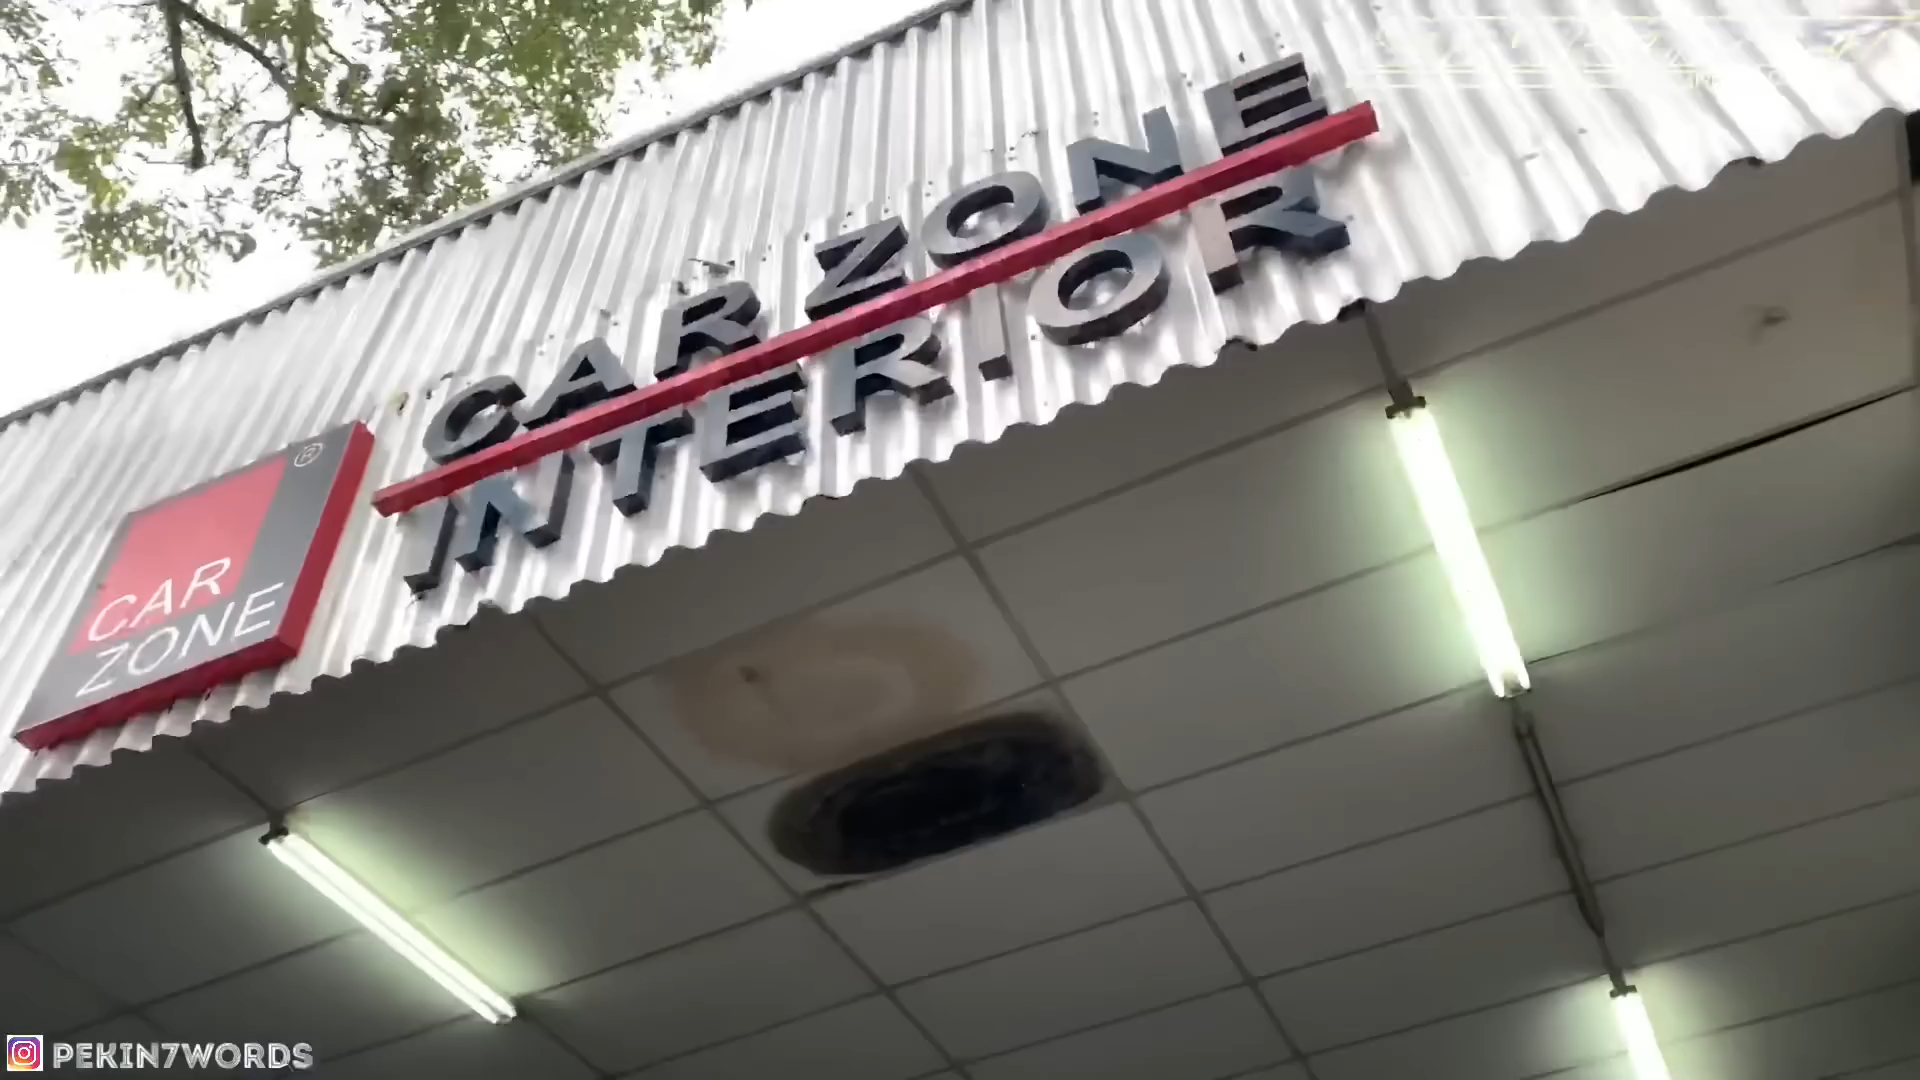 CAR ZONE
INTERIOR
®
CAR
ZONE
PEKIN7WORDS